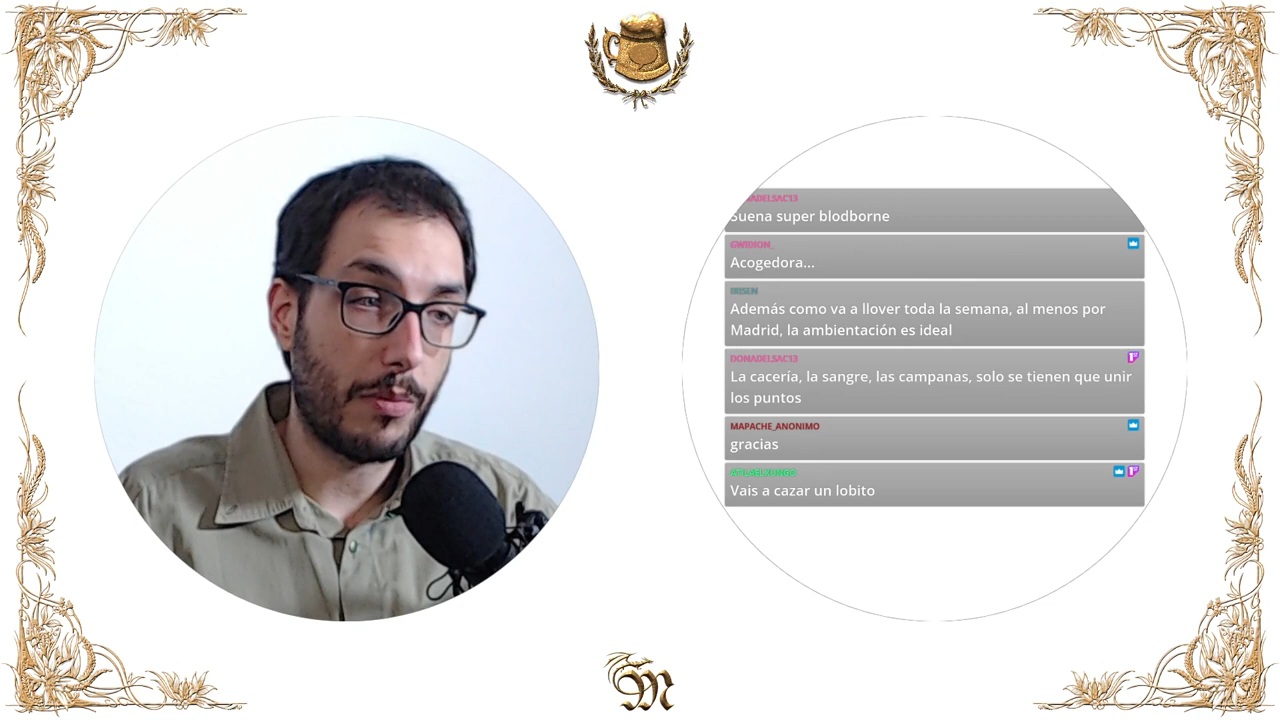 Suena super blodborne
GWIDION_
Acogedora...
IRISEN
Además como va a llover toda la semana, al menos por
Madrid, la ambientación es ideal
DONADELSAC13
La cacería, la sangre, las campanas, solo se tienen que unir
los puntos
MAPACHE_ANONIMO
gracias
Vais a cazar un lobito
M